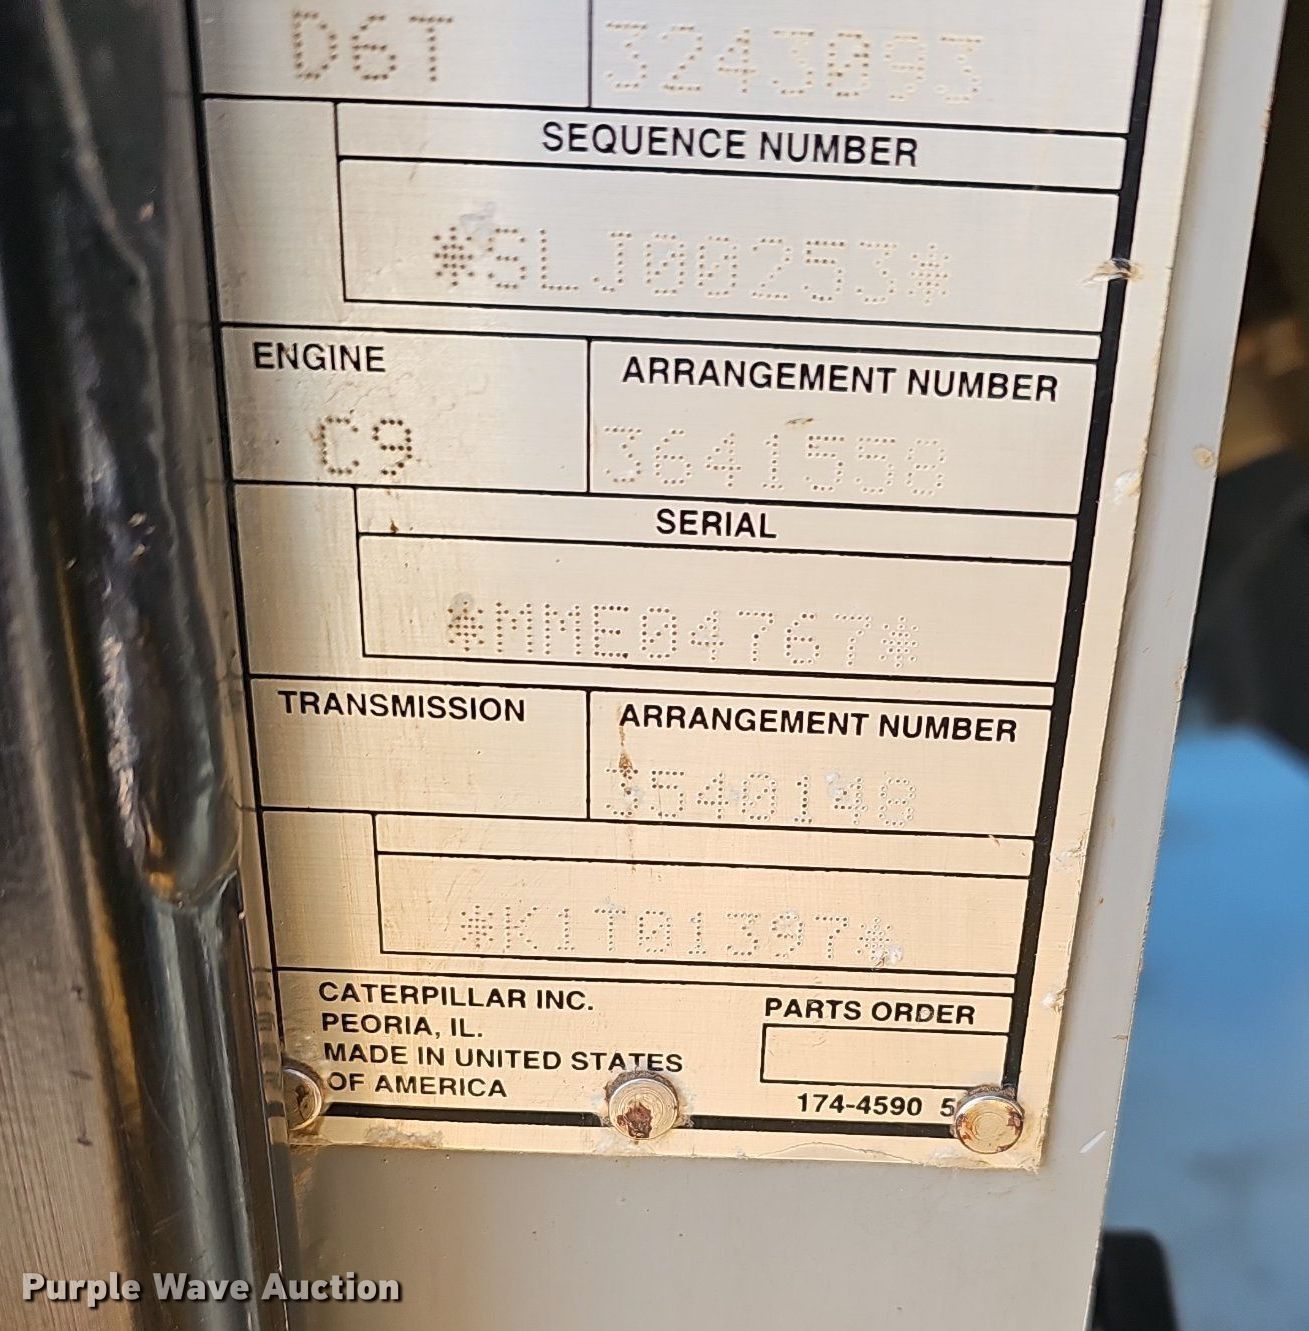 D6T 3243093
SEQUENCE NUMBER
*SLJ00253*
ENGINE ARRANGEMENT NUMBER
C9 3641558
SERIAL
*MME04767*
TRANSMISSION ARRANGEMENT NUMBER
3540148
*K1T01397*
CATERPILLAR INC. PARTS ORDER
PEORIA, IL.
MADE IN UNITED STATES
OF AMERICA
174-4590 5
Purple Wave Auction